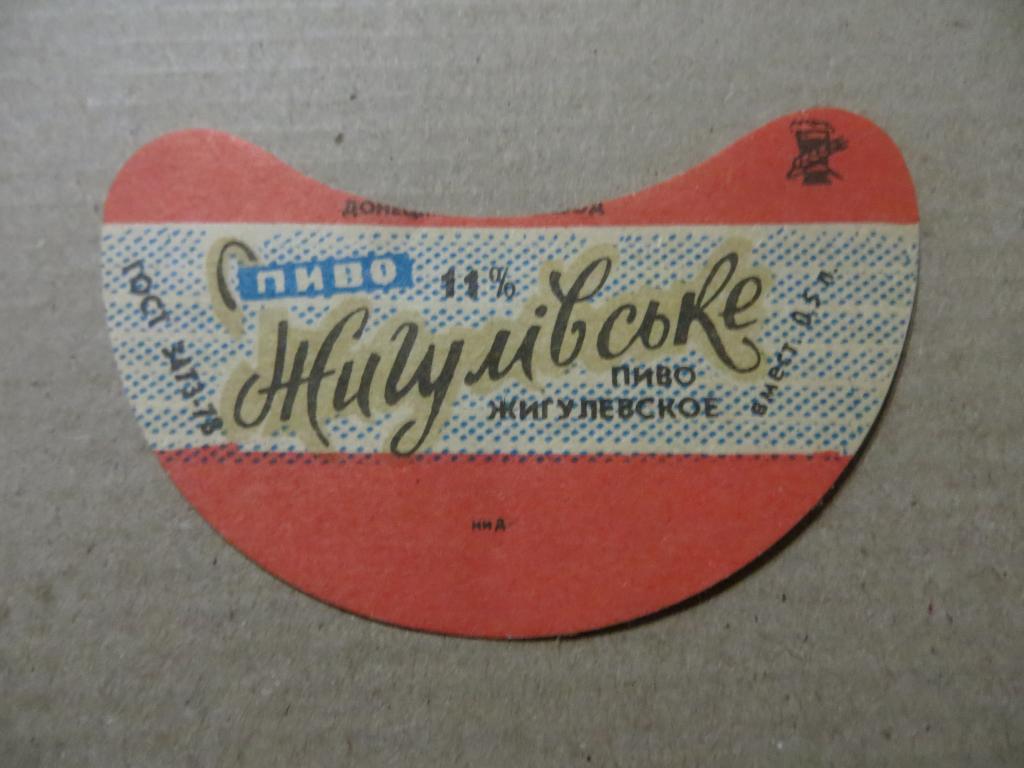 ПИВО 11%
Жигулівське
ПИВО
ЖИГУЛЕВСКОЕ
ГОСТ 3473-78
вмест. 0,5 л.
НиД